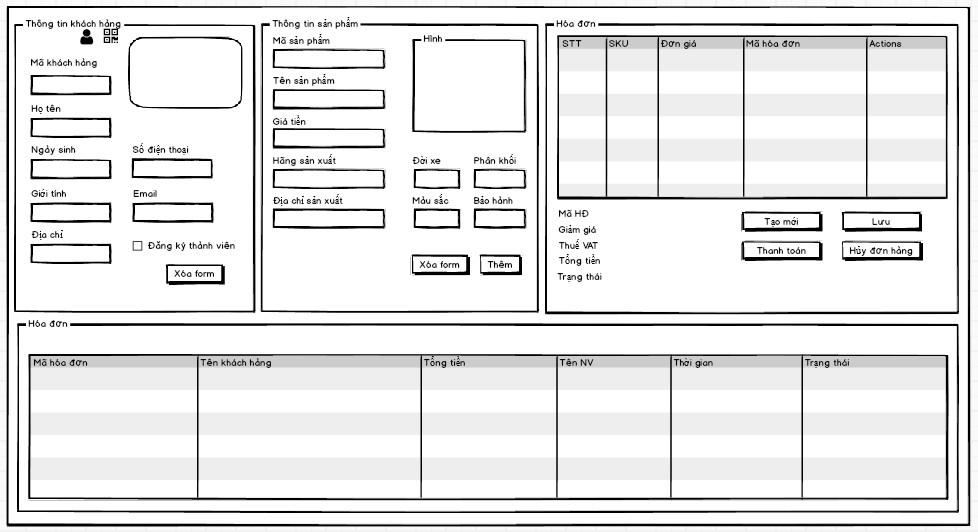 Thông tin khách hàng
Mã khách hàng
Họ tên
Ngày sinh
Số điện thoại
Giới tính
Email
Địa chỉ
Đăng ký thành viên
Xóa form
Thông tin sản phẩm
Mã sản phẩm
Hình
Tên sản phẩm
Giá tiền
Hãng sản xuất
Đời xe
Phân khối
Địa chỉ sản xuất
Màu sắc
Bảo hành
Xóa form
Thêm
Hóa đơn
STT SKU Đơn giá Mã hóa đơn Actions
Mã HĐ
Giảm giá
Thuế VAT
Tổng tiền
Trạng thái
Tạo mới
Lưu
Thanh toán
Hủy đơn hàng
Hóa đơn
Mã hóa đơn Tên khách hàng Tổng tiền Tên NV Thời gian Trạng thái